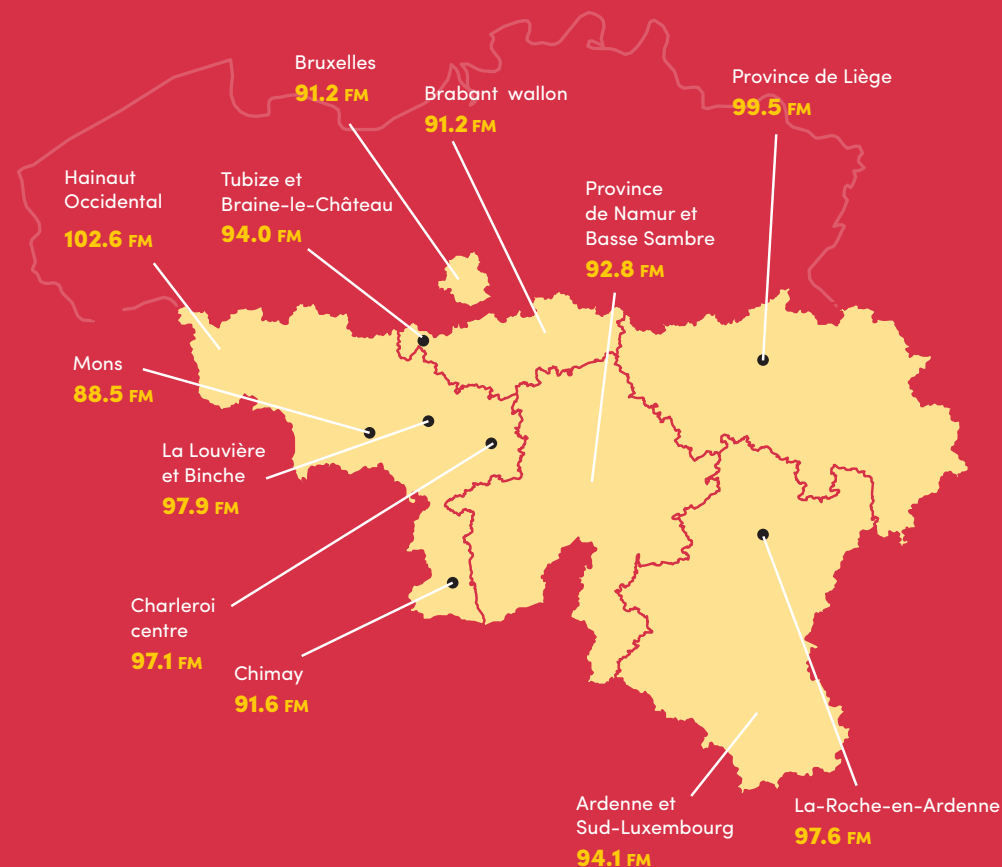 Bruxelles
91.2 FM
Brabant wallon
91.2 FM
Province de Liège
99.5 FM
Hainaut
Occidental
102.6 FM
Tubize et
Braine-le-Château
94.0 FM
Province
de Namur et
Basse Sambre
92.8 FM
Mons
88.5 FM
La Louvière
et Binche
97.9 FM
Charleroi
centre
97.1 FM
Chimay
91.6 FM
Ardenne et
Sud-Luxembourg
94.1 FM
La-Roche-en-Ardenne
97.6 FM